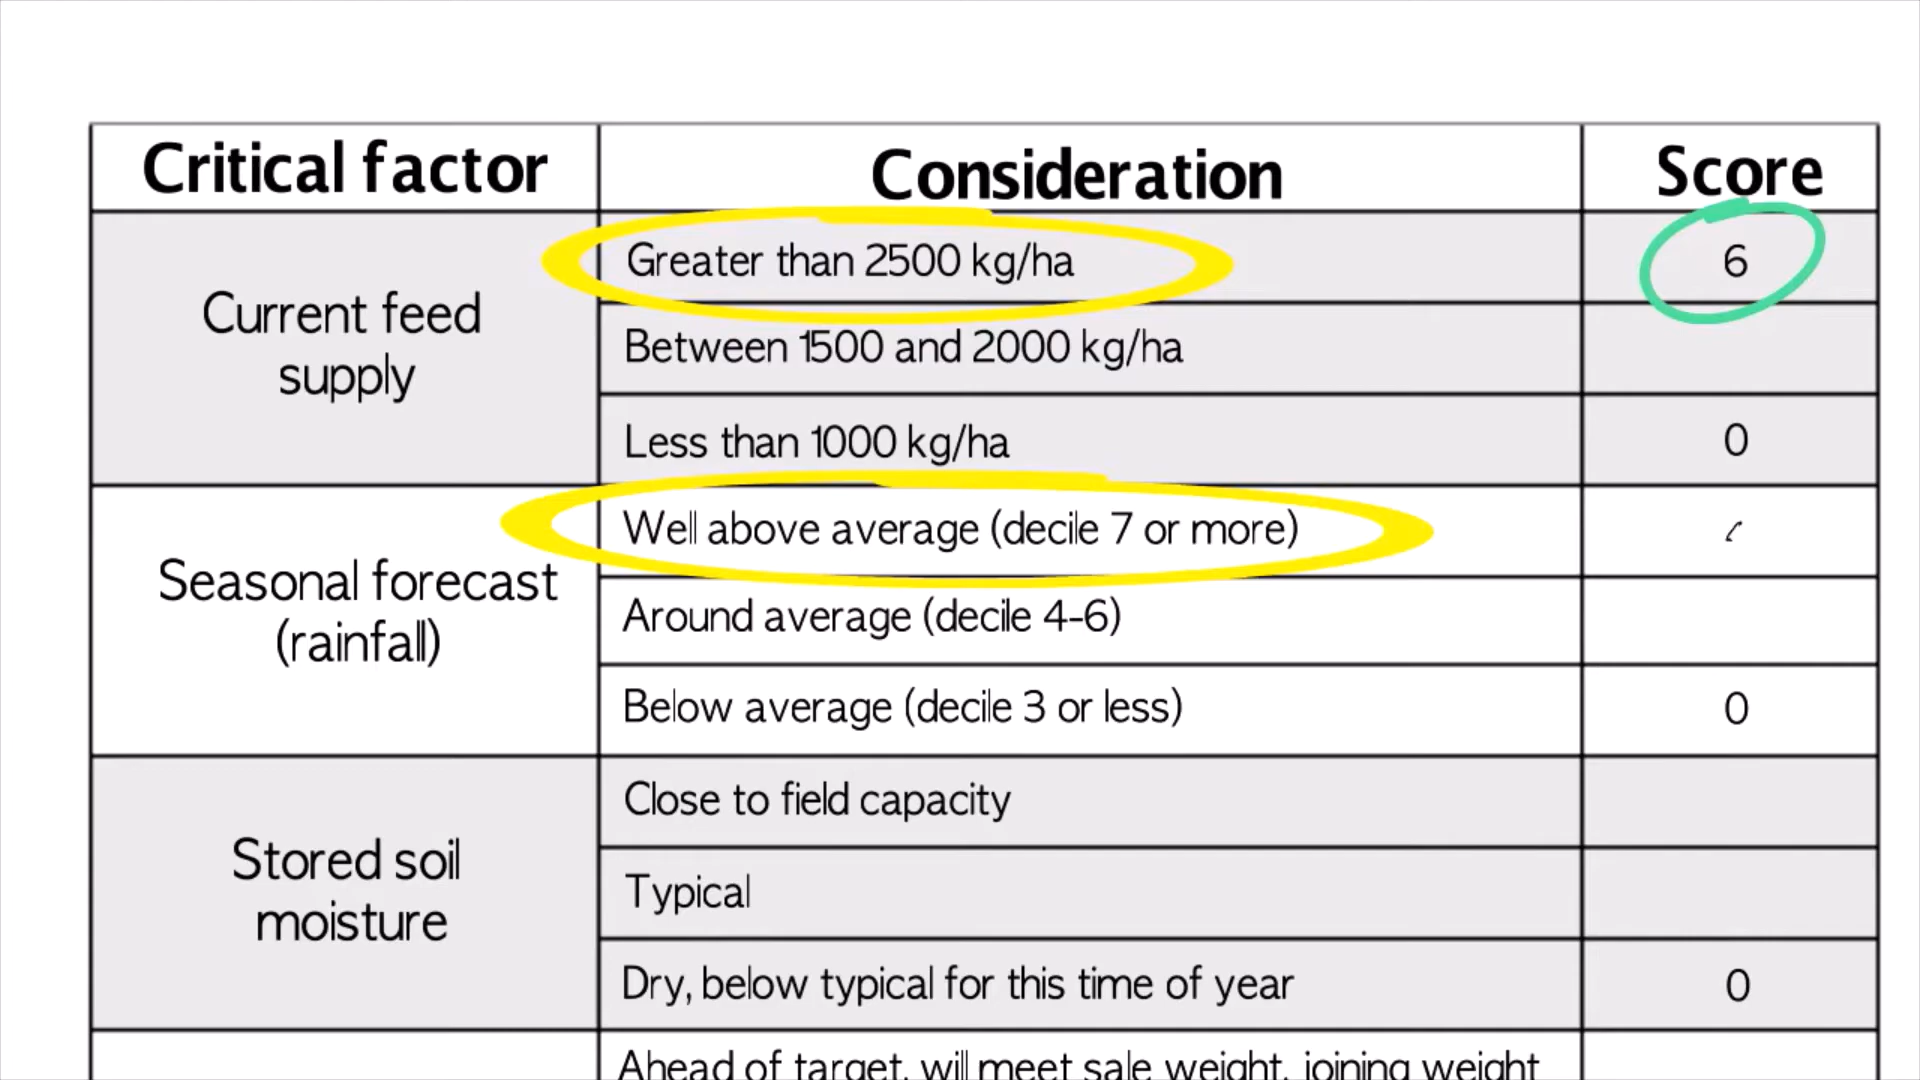 Critical factor Consideration Score
Current feed
supply
Greater than 2500 kg/ha 6
Between 1500 and 2000 kg/ha
Less than 1000 kg/ha 0
Seasonal forecast
(rainfall)
Well above average (decile 7 or more)
Around average (decile 4-6)
Below average (decile 3 or less) 0
Stored soil
moisture
Close to field capacity
Typical
Dry, below typical for this time of year 0
Ahead of target, will meet sale weight, joining weight